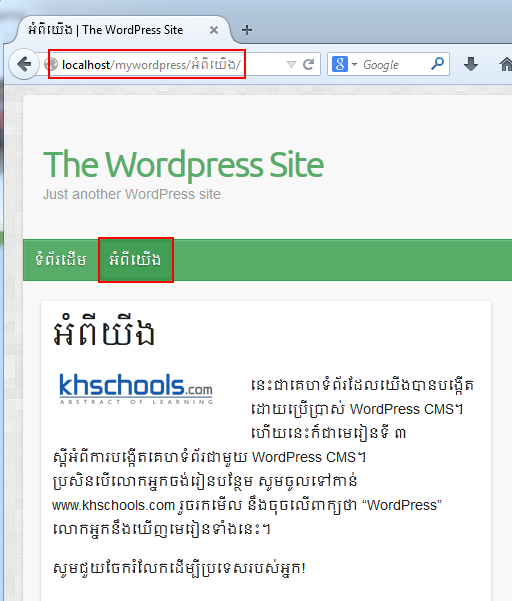 អំពីយើង | The WordPress Site
localhost/mywordpress/អំពីយើង/
Google
The Wordpress Site
Just another WordPress site
ទំព័រដើម អំពីយើង
អំពីយើង
khschools.com
ABSTRACT OF LEARNING
នេះជាគេហទំព័រដែលយើងបានបង្កើត
ដោយប្រើប្រាស់ WordPress CMS។
ហើយនេះក៏ជាមេរៀនទី ៣
ស្តីអំពីការបង្កើតគេហទំព័រជាមួយ WordPress CMS។
ប្រសិនបើលោកអ្នកចង់រៀនបន្ថែម សូមចូលទៅកាន់
www.khschools.com រួចរកមើល នឹងចុចលើពាក្យថា “WordPress”
លោកអ្នកនឹងឃើញមេរៀនទាំងនេះ។
សូមជួយចែករំលែកដើម្បីប្រទេសរបស់អ្នក!